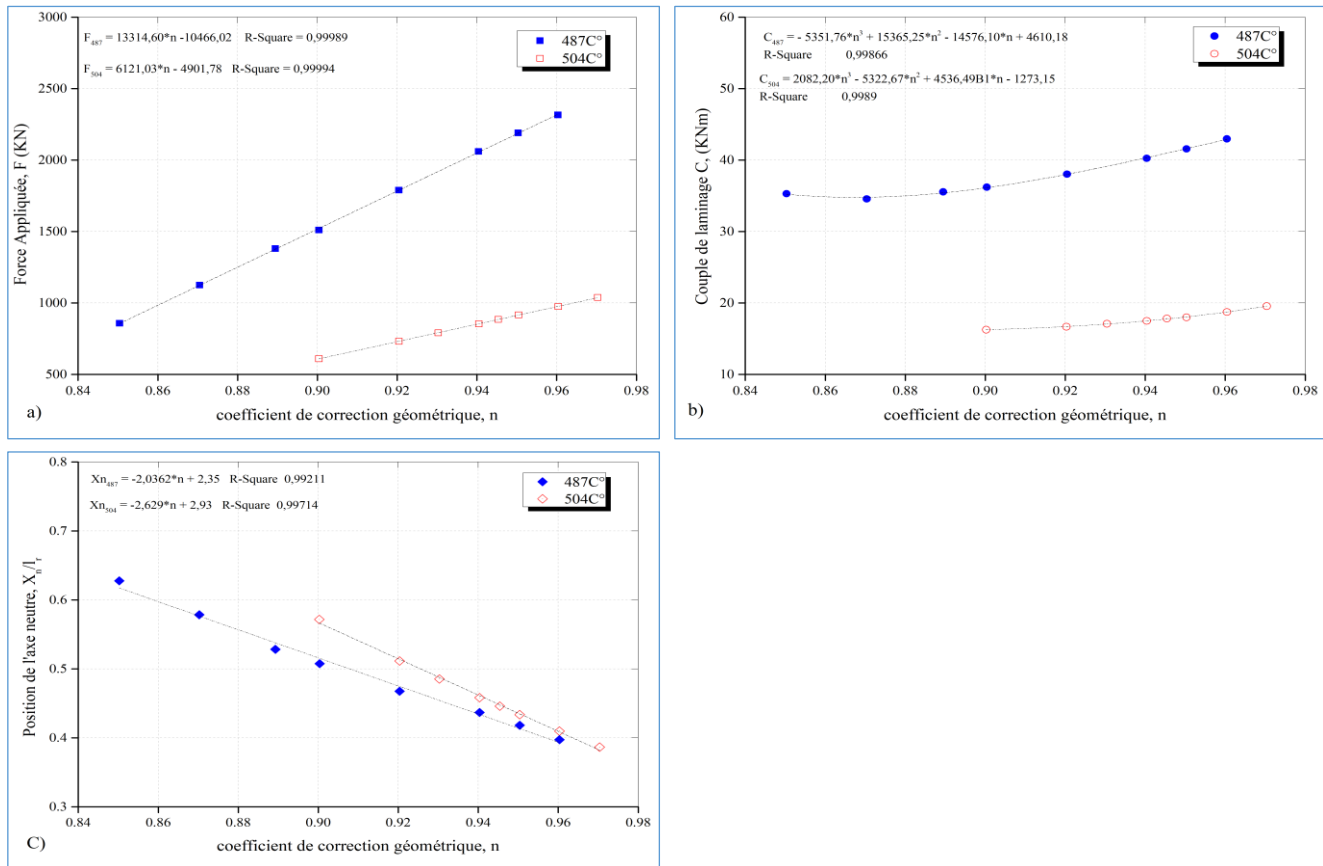 F487 = 13314,60*n -10466,02 R-Square = 0,99989
F504 = 6121,03*n - 4901,78 R-Square = 0,99994
487C°
504C°
3000
2500
2000
1500
1000
500
Force Appliquée, F (KN)
0.84 0.86 0.88 0.90 0.92 0.94 0.96 0.98
coefficient de correction géométrique, n
a)
C487 = - 5351,76*n³ + 15365,25*n² - 14576,10*n + 4610,18
R-Square 0,99866
C504 = 2082,20*n³ - 5322,67*n² + 4536,49B1*n - 1273,15
R-Square 0,9989
487C°
504C°
60
50
40
30
20
10
Couple de laminage C, (KNm)
0.84 0.86 0.88 0.90 0.92 0.94 0.96 0.98
coefficient de correction géométrique, n
b)
Xn487 = -2,0362*n + 2,35 R-Square 0,99211
Xn504 = -2,629*n + 2,93 R-Square 0,99714
487C°
504C°
0.8
0.7
0.6
0.5
0.4
0.3
Position de l'axe neutre, Xn/lr
0.84 0.86 0.88 0.90 0.92 0.94 0.96 0.98
coefficient de correction géométrique, n
C)